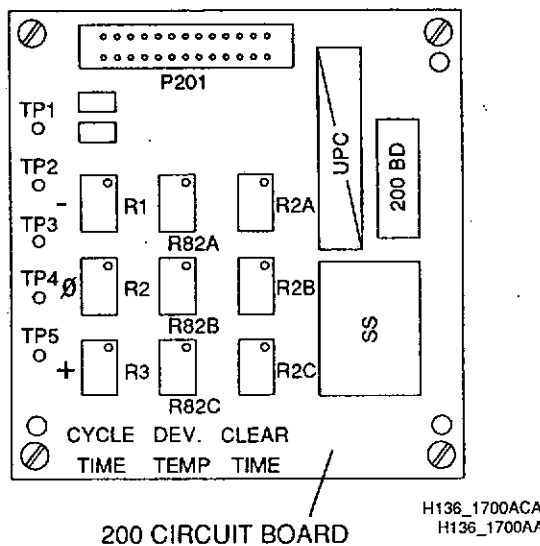 P201
TP1
TP2
-
R1
R82A
R2A
UPC
200 BD
TP3
TP4
Ø
R2
R82B
R2B
SS
TP5
+
R3
R82C
R2C
CYCLE TIME
DEV. TEMP
CLEAR TIME
200 CIRCUIT BOARD
H136_1700ACA
H136_1700AA